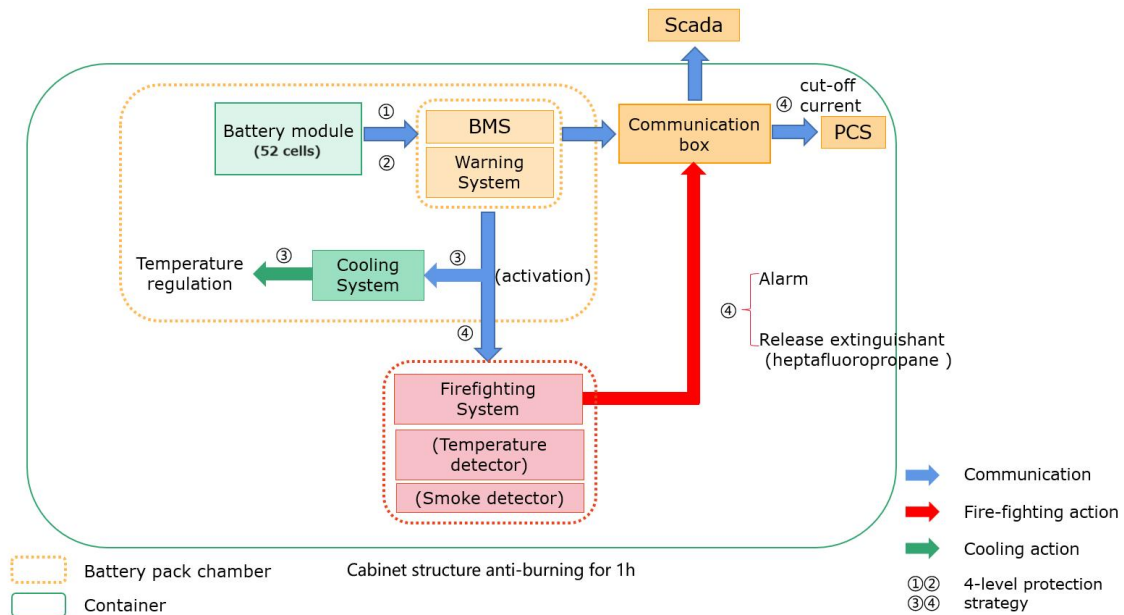 Scada
cut-off
④ current
①
Battery module
(52 cells)
②
BMS
Warning
System
Communication
box
PCS
Temperature
regulation
③
Cooling
System
③
(activation)
④
④
Alarm
Release extinguishant
(heptafluoropropane )
Firefighting
System
(Temperature
detector)
(Smoke detector)
Communication
Fire-fighting action
Cooling action
①② 4-level protection
③④ strategy
Battery pack chamber
Container
Cabinet structure anti-burning for 1h